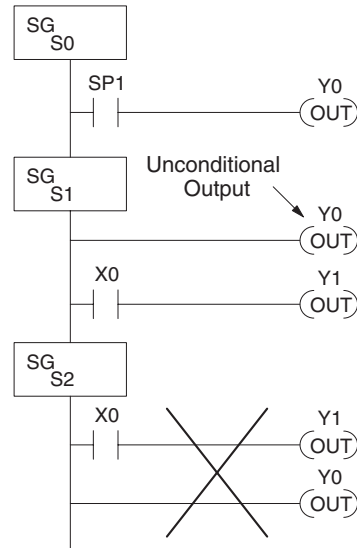 SG
S0
SP1
Y0
OUT
SG
S1
Unconditional
Output
Y0
OUT
X0
Y1
OUT
SG
S2
X0
Y1
OUT
Y0
OUT